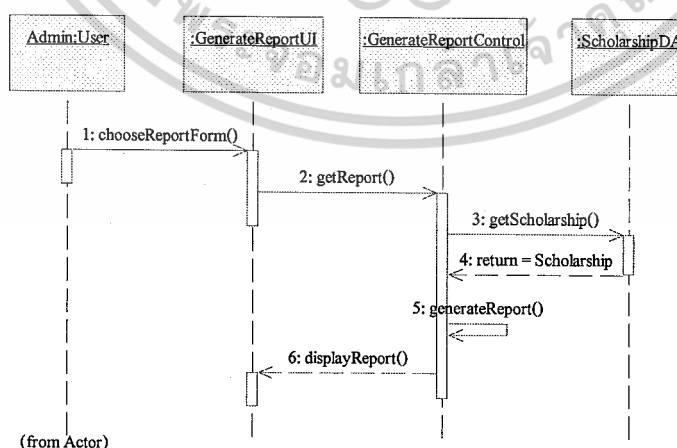 Admin:User
:GenerateReportUI
:GenerateReportControl
:ScholarshipDA
1: chooseReportForm()
2: getReport()
3: getScholarship()
4: return = Scholarship
5: generateReport()
6: displayReport()
(from Actor)